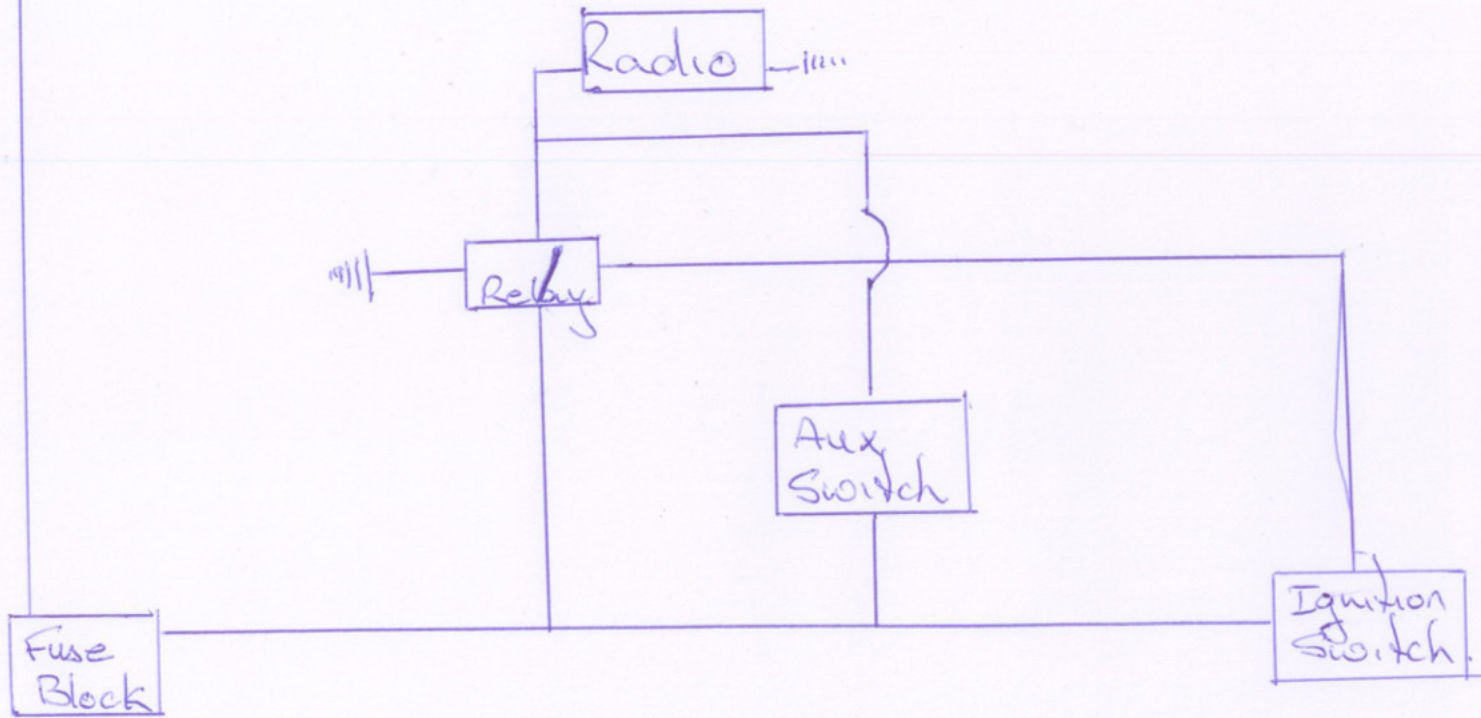 Radio
Relay
Aux
Switch
Ignition
Switch.
Fuse
Block